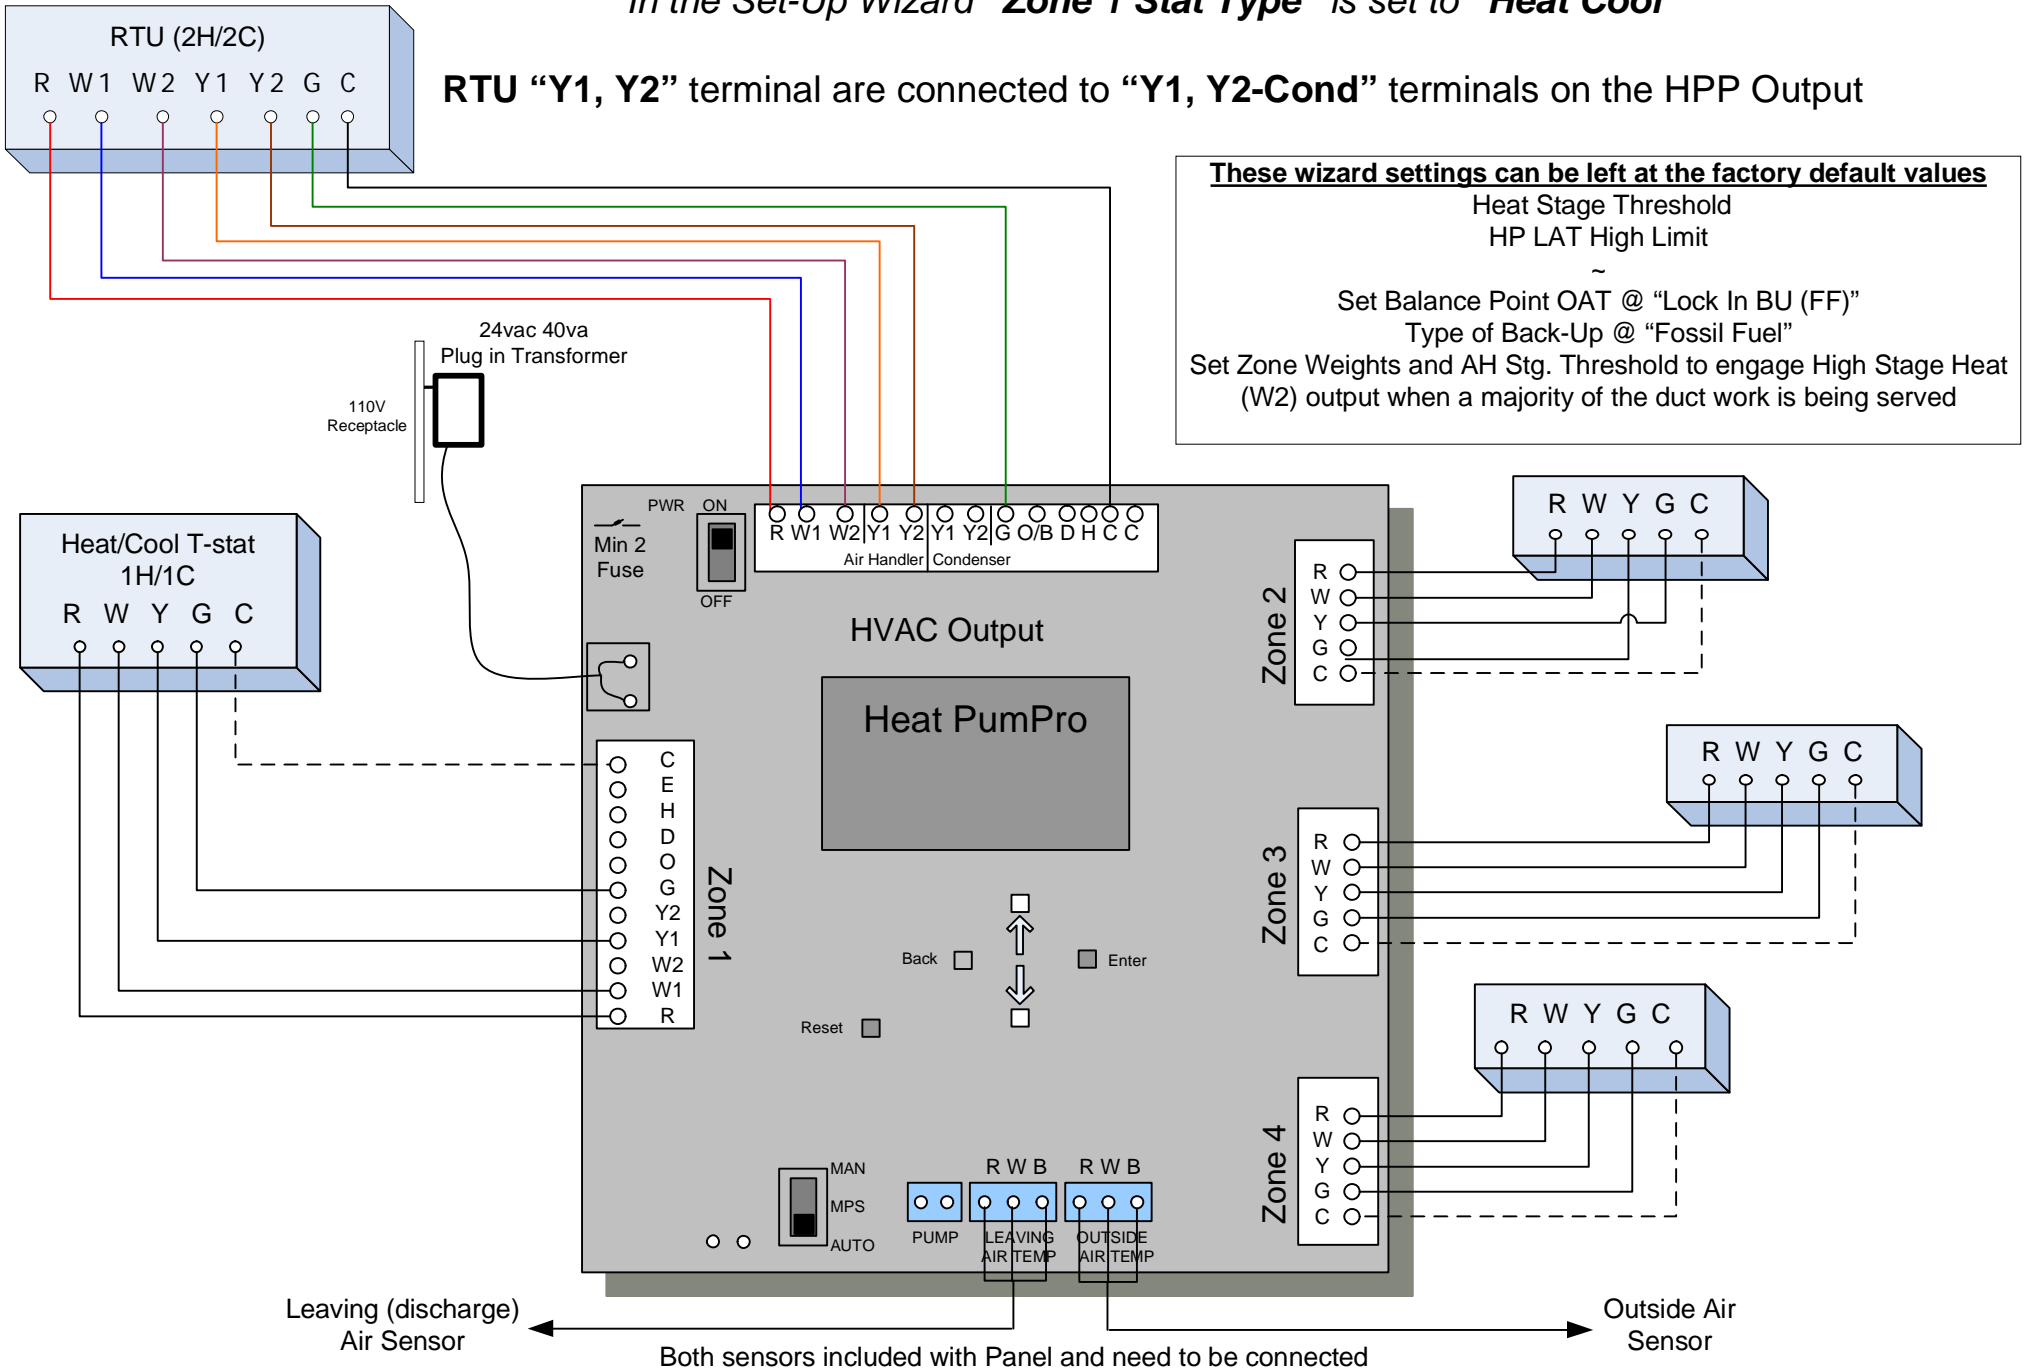 In the Set-Up Wizard "Zone 1 Stat Type" is set to "Heat Cool"
RTU (2H/2C)
R W1 W2 Y1 Y2 G C
RTU “Y1, Y2” terminal are connected to “Y1, Y2-Cond” terminals on the HPP Output
These wizard settings can be left at the factory default values
Heat Stage Threshold
HP LAT High Limit
~
Set Balance Point OAT @ “Lock In BU (FF)”
Type of Back-Up @ “Fossil Fuel”
Set Zone Weights and AH Stg. Threshold to engage High Stage Heat
(W2) output when a majority of the duct work is being served
24vac 40va
Plug in Transformer
110V
Receptacle
Heat/Cool T-stat
1H/1C
R W Y G C
PWR ON
OFF
Min 2
Fuse
R W1 W2 Y1 Y2 Y1 Y2 G O/B D H C C
Air Handler Condenser
HVAC Output
Heat PumPro
C
E
H
D
O
G
Y2
Y1
W2
W1
R
Zone 1
Back
Enter
Reset
MAN
MPS
AUTO
PUMP
R W B
LEAVING
AIR TEMP
R W B
OUTSIDE
AIR TEMP
Zone 2
R
W
Y
G
C
R W Y G C
Zone 3
R
W
Y
G
C
R W Y G C
Zone 4
R
W
Y
G
C
R W Y G C
Leaving (discharge)
Air Sensor
Outside Air
Sensor
Both sensors included with Panel and need to be connected